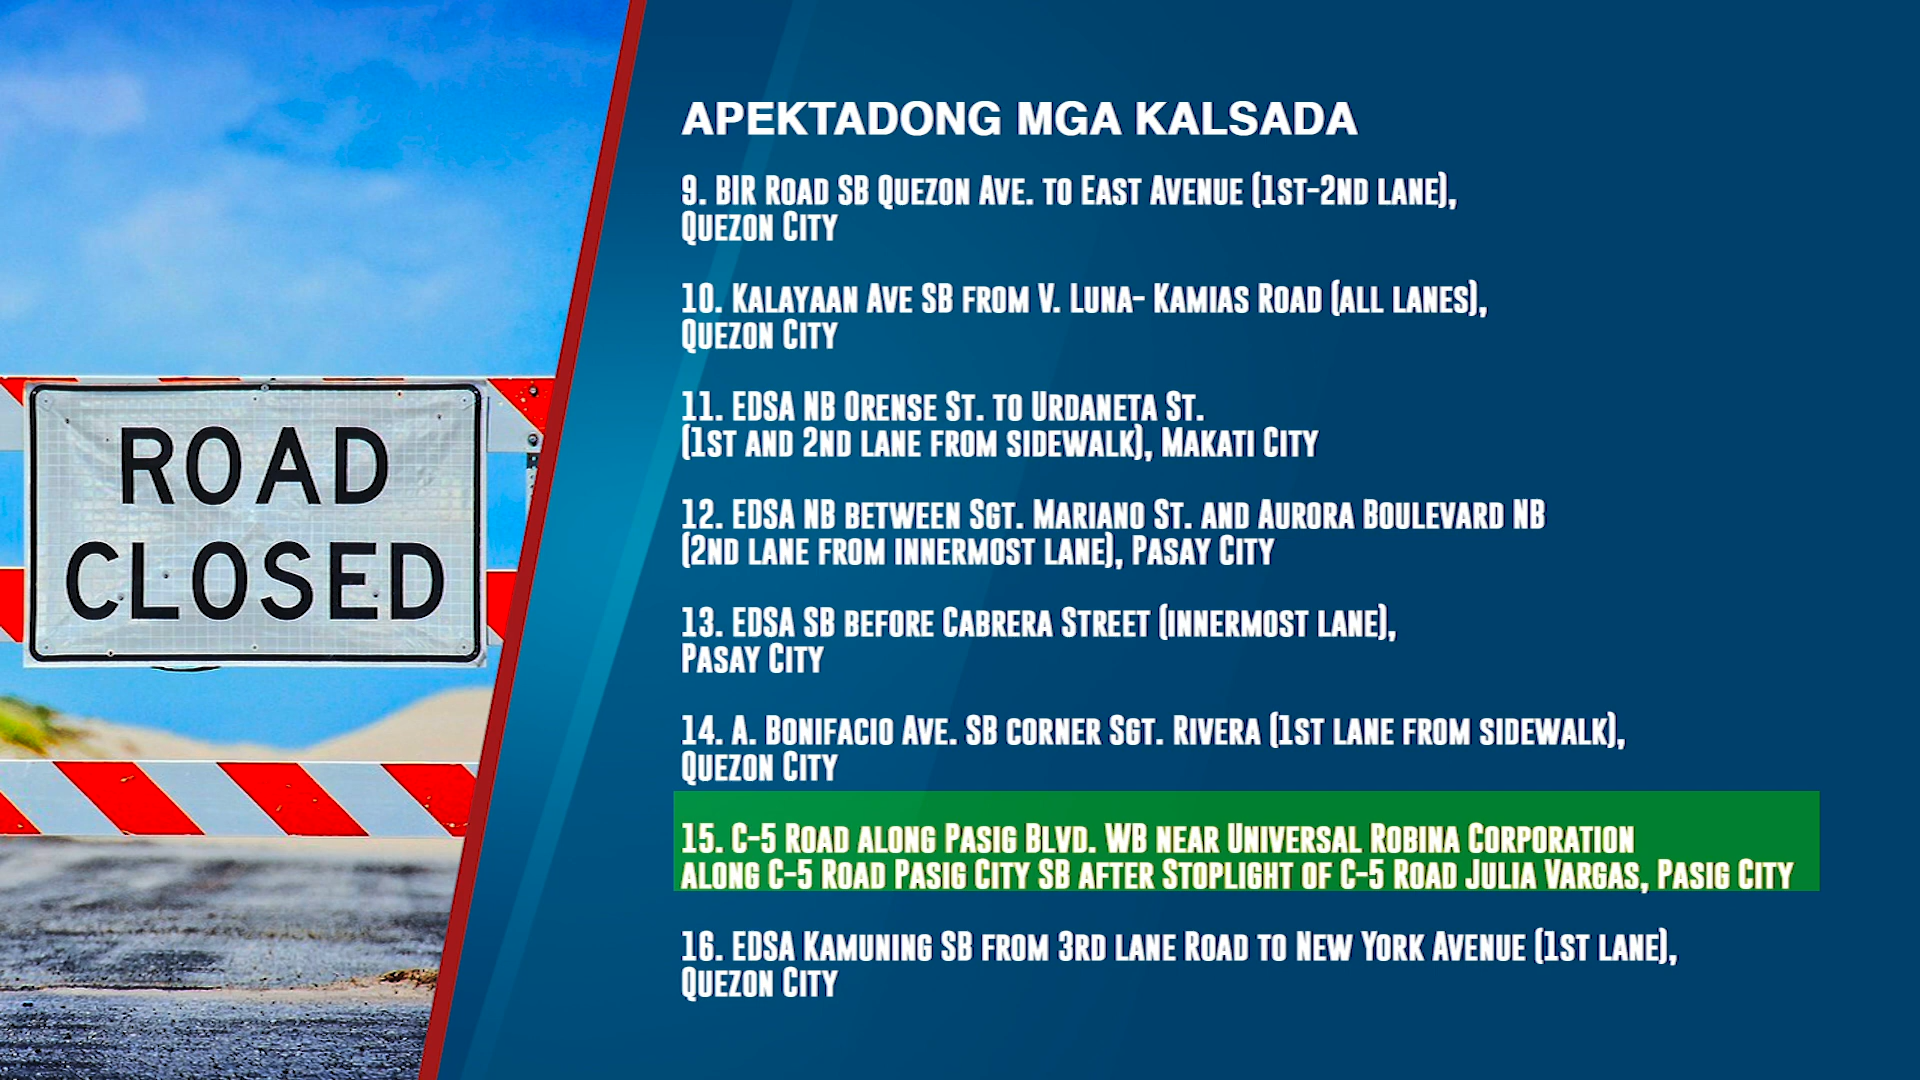 ROAD
CLOSED
APEKTADONG MGA KALSADA
9. BIR ROAD SB QUEZON AVE. TO EAST AVENUE (1ST-2ND LANE),
QUEZON CITY
10. KALAYAAN AVE SB FROM V. LUNA- KAMIAS ROAD (ALL LANES),
QUEZON CITY
11. EDSA NB ORENSE ST. TO URDANETA ST.
(1ST AND 2ND LANE FROM SIDEWALK), MAKATI CITY
12. EDSA NB BETWEEN SGT. MARIANO ST. AND AURORA BOULEVARD NB
(2ND LANE FROM INNERMOST LANE), PASAY CITY
13. EDSA SB BEFORE CABRERA STREET (INNERMOST LANE),
PASAY CITY
14. A. BONIFACIO AVE. SB CORNER SGT. RIVERA (1ST LANE FROM SIDEWALK),
QUEZON CITY
15. C-5 ROAD ALONG PASIG BLVD. WB NEAR UNIVERSAL ROBINA CORPORATION
ALONG C-5 ROAD PASIG CITY SB AFTER STOPLIGHT OF C-5 ROAD JULIA VARGAS, PASIG CITY
16. EDSA KAMUNING SB FROM 3RD LANE ROAD TO NEW YORK AVENUE (1ST LANE),
QUEZON CITY